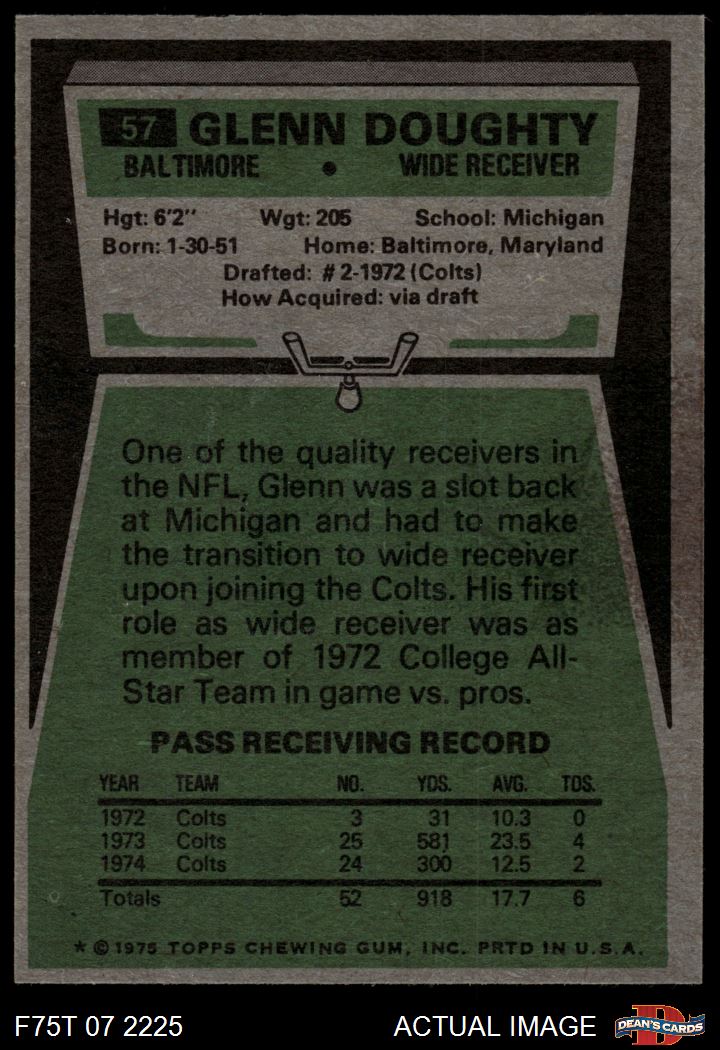 57 GLENN DOUGHTY
BALTIMORE • WIDE RECEIVER
Hgt: 6'2" Wgt: 205 School: Michigan
Born: 1-30-51 Home: Baltimore, Maryland
Drafted: #2-1972 (Colts)
How Acquired: via draft
One of the quality receivers in
the NFL, Glenn was a slot back
at Michigan and had to make
the transition to wide receiver
upon joining the Colts. His first
role as wide receiver was as
member of 1972 College All-
Star Team in game vs. pros.
PASS RECEIVING RECORD
YEAR TEAM NO. YDS. AVG. TDS.
1972 Colts 3 31 10.3 0
1973 Colts 25 581 23.5 4
1974 Colts 24 300 12.5 2
Totals 52 918 17.7 6
* © 1975 TOPPS CHEWING GUM, INC. PRTD IN U.S.A.
F75T 07 2225 ACTUAL IMAGE
D
DEAN'S CARDS